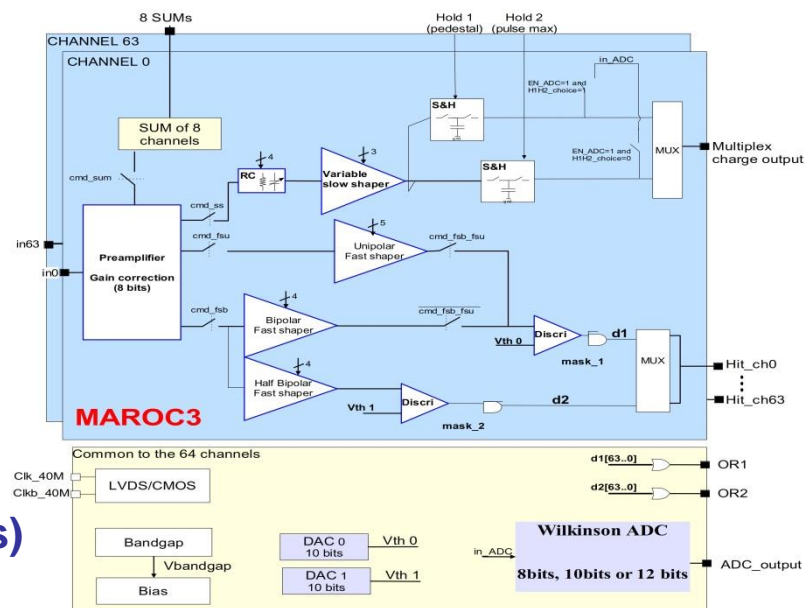 8 SUMs
Hold 1
(pedestal)
Hold 2
(pulse max)
CHANNEL 63
CHANNEL 0
in_ADC
EN_ADC=1 and
H1H2_choice=1
S&H
SUM of 8
channels
MUX
Multiplex
charge output
4
3
RC
Variable
slow shaper
S&H
EN_ADC=1 and
H1H2_choice=0
cmd_sum
cmd_ss
5
in63
in0
Preamplifier
Gain correction
(8 bits)
cmd_fsu
Unipolar
Fast shaper
cmd_fsb_fsu
4
cmd_fsb
Bipolar
Fast shaper
cmd_fsb_fsu
Discri
d1
Vth 0
mask_1
MUX
4
Half Bipolar
Fast shaper
Hit_ch0
Hit_ch63
Vth 1
Discri
d2
mask_2
MAROC3
Common to the 64 channels
d1[63..0]
OR1
Clk_40M
Clkb_40M
LVDS/CMOS
d2[63..0]
OR2
s)
Bandgap
Vbandgap
Bias
DAC 0
10 bits
Vth 0
DAC 1
10 bits
Vth 1
in_ADC
Wilkinson ADC
8bits, 10bits or 12 bits
ADC_output